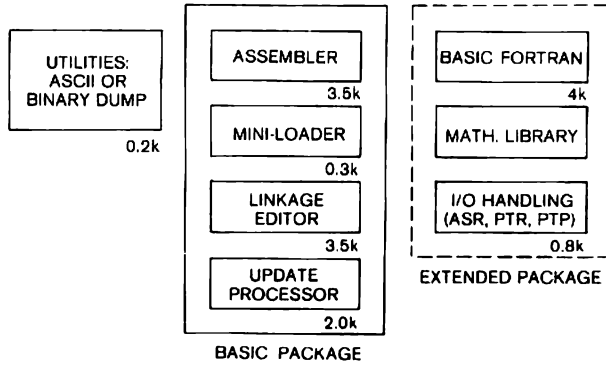 UTILITIES:
ASCII OR
BINARY DUMP
0.2k
ASSEMBLER
3.5k
MINI-LOADER
0.3k
LINKAGE
EDITOR
3.5k
UPDATE
PROCESSOR
2.0k
BASIC PACKAGE
BASIC FORTRAN
4k
MATH. LIBRARY
I/O HANDLING
(ASR, PTR, PTP)
0.8k
EXTENDED PACKAGE